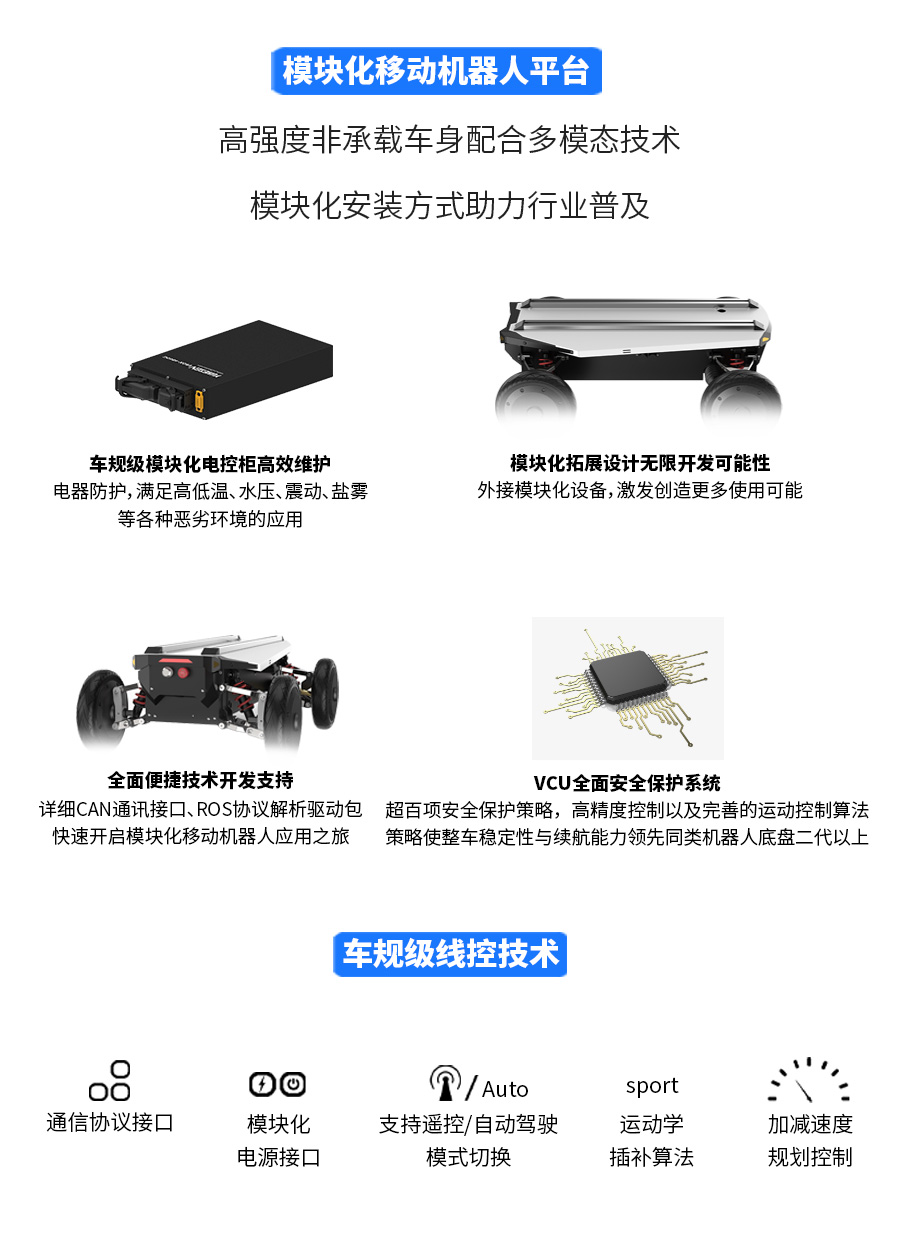 模块化移动机器人平台
高强度非承载车身配合多模态技术
模块化安装方式助力行业普及
车规级模块化电控柜高效维护
电器防护，满足高低温、水压、震动、盐雾
等各种恶劣环境的应用
模块化拓展设计无限开发可能性
外接模块化设备，激发创造更多使用可能
全面便捷技术开发支持
详细CAN通讯接口、ROS协议解析驱动包
快速开启模块化移动机器人应用之旅
VCU全面安全保护系统
超百项安全保护策略，高精度控制以及完善的运动控制算法
策略使整车稳定性与续航能力领先同类机器人底盘二代以上
车规级线控技术
通信协议接口
模块化
电源接口
/ Auto
支持遥控/自动驾驶
模式切换
sport
运动学
插补算法
加减速度
规划控制